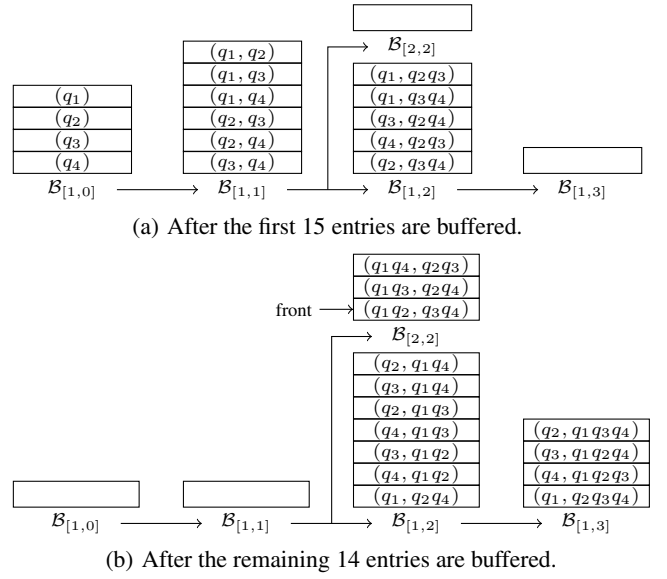 B[2,2]
(q1, q2)
(q1, q3)
(q1, q4)
(q2, q3)
(q2, q4)
(q3, q4)
(q1)
(q2)
(q3)
(q4)
(q1, q2q3)
(q1, q3q4)
(q3, q2q4)
(q4, q2q3)
(q2, q3q4)
B[1,0]
B[1,1]
B[1,2]
B[1,3]
(a) After the first 15 entries are buffered.
(q1q4, q2q3)
(q1q3, q2q4)
front
(q1q2, q3q4)
B[2,2]
(q2, q1q4)
(q3, q1q4)
(q2, q1q3)
(q4, q1q3)
(q3, q1q2)
(q4, q1q2)
(q1, q2q4)
(q2, q1q3q4)
(q3, q1q2q4)
(q4, q1q2q3)
(q1, q2q3q4)
B[1,0]
B[1,1]
B[1,2]
B[1,3]
(b) After the remaining 14 entries are buffered.